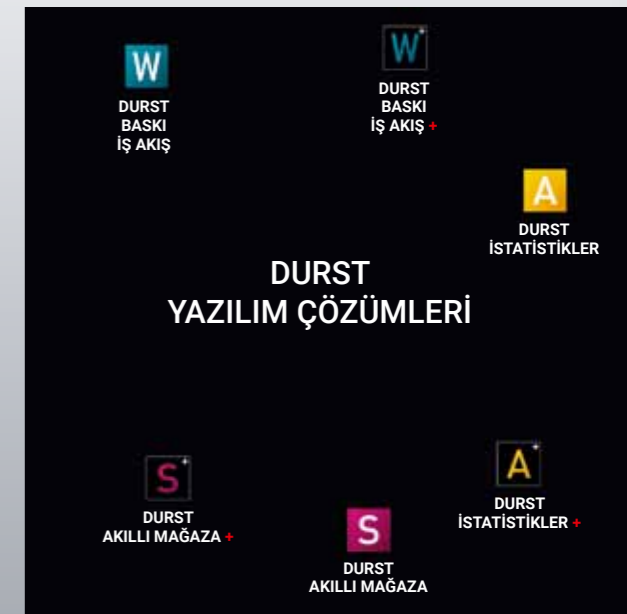 W
DURST
BASKI
İŞ AKIŞ
W+
DURST
BASKI
İŞ AKIŞ +
A
DURST
İSTATİSTİKLER
DURST
YAZILIM ÇÖZÜMLERİ
S+
DURST
AKILLI MAĞAZA +
A+
DURST
İSTATİSTİKLER +
S
DURST
AKILLI MAĞAZA